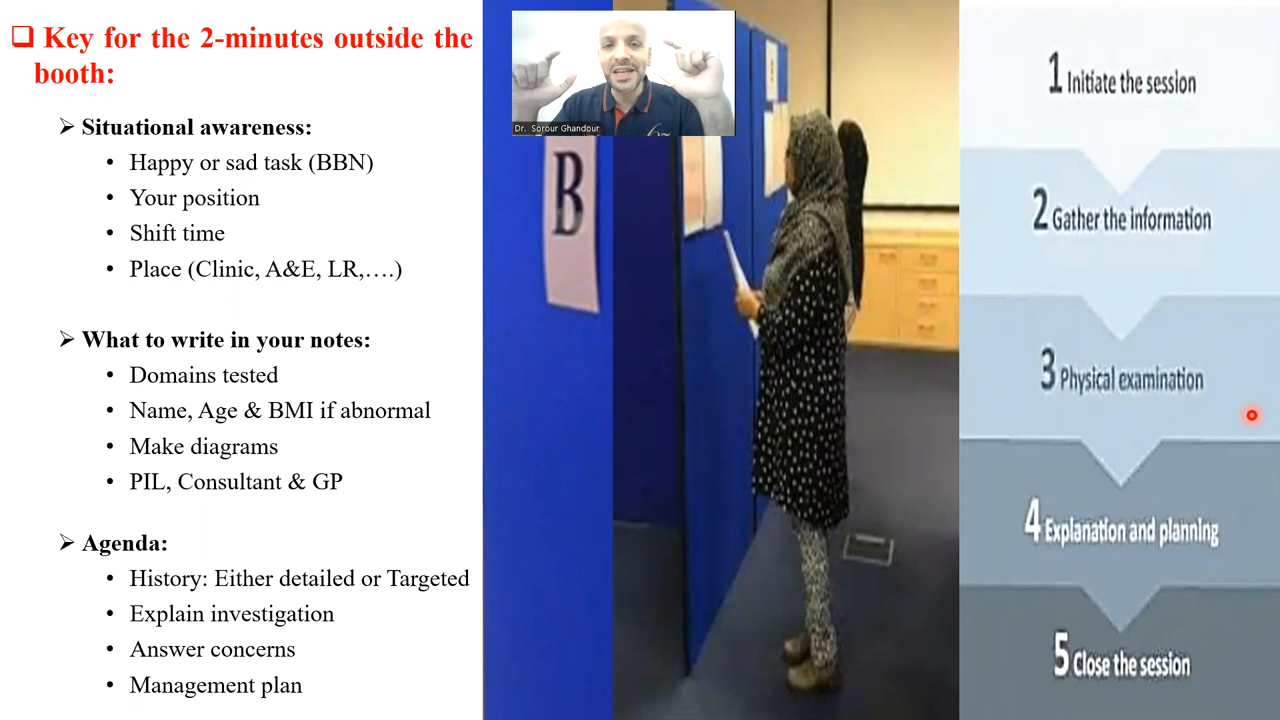 ❑ Key for the 2-minutes outside the
booth:
➢ Situational awareness:
• Happy or sad task (BBN)
• Your position
• Shift time
• Place (Clinic, A&E, LR,….)
➢ What to write in your notes:
• Domains tested
• Name, Age & BMI if abnormal
• Make diagrams
• PIL, Consultant & GP
➢ Agenda:
• History: Either detailed or Targeted
• Explain investigation
• Answer concerns
• Management plan
Dr. Sorour Ghandour
B
1 Initiate the session
2 Gather the information
3 Physical examination
4 Explanation and planning
5 Close the session